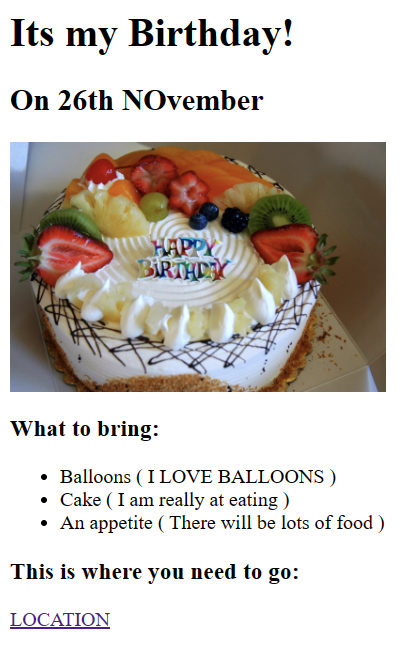 Its my Birthday!
On 26th NOvember
HAPPY
BIRTHDAY
What to bring:
Balloons ( I LOVE BALLOONS )
Cake ( I am really at eating )
An appetite ( There will be lots of food )
This is where you need to go:
LOCATION